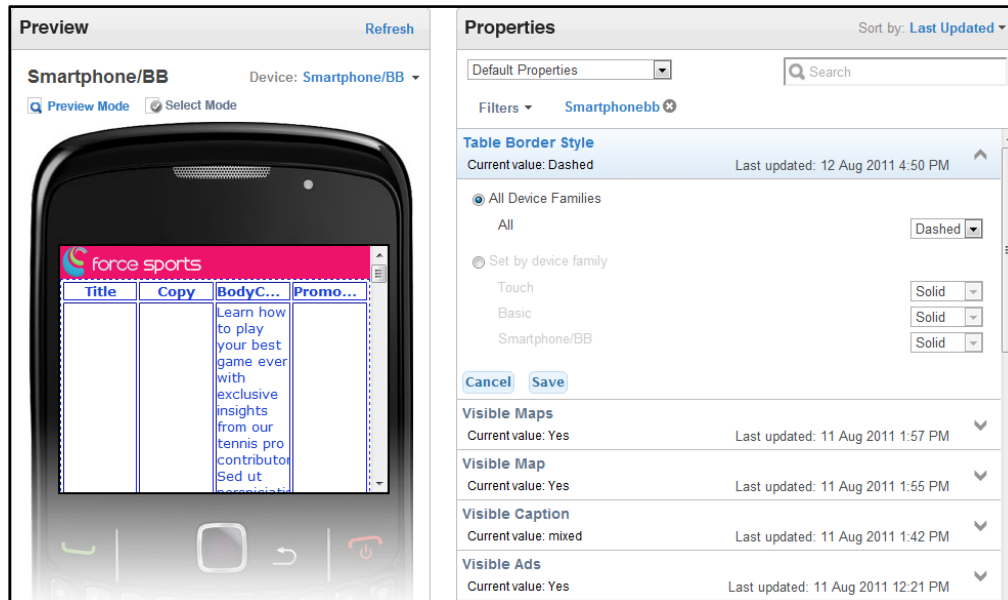 Preview
Refresh
Smartphone/BB
Device: Smartphone/BB
Preview Mode
Select Mode
force sports
Title Copy BodyC... Promo...
Learn how
to play
your best
game ever
with
exclusive
insights
from our
tennis pro
contributor
Sed ut
Properties
Sort by: Last Updated
Default Properties
Search
Filters
Smartphonebb
Table Border Style
Current value: Dashed
Last updated: 12 Aug 2011 4:50 PM
All Device Families
All
Dashed
Set by device family
Touch
Solid
Basic
Solid
Smartphone/BB
Solid
Cancel
Save
Visible Maps
Current value: Yes
Last updated: 11 Aug 2011 1:57 PM
Visible Map
Current value: Yes
Last updated: 11 Aug 2011 1:55 PM
Visible Caption
Current value: mixed
Last updated: 11 Aug 2011 1:42 PM
Visible Ads
Current value: Yes
Last updated: 11 Aug 2011 12:21 PM